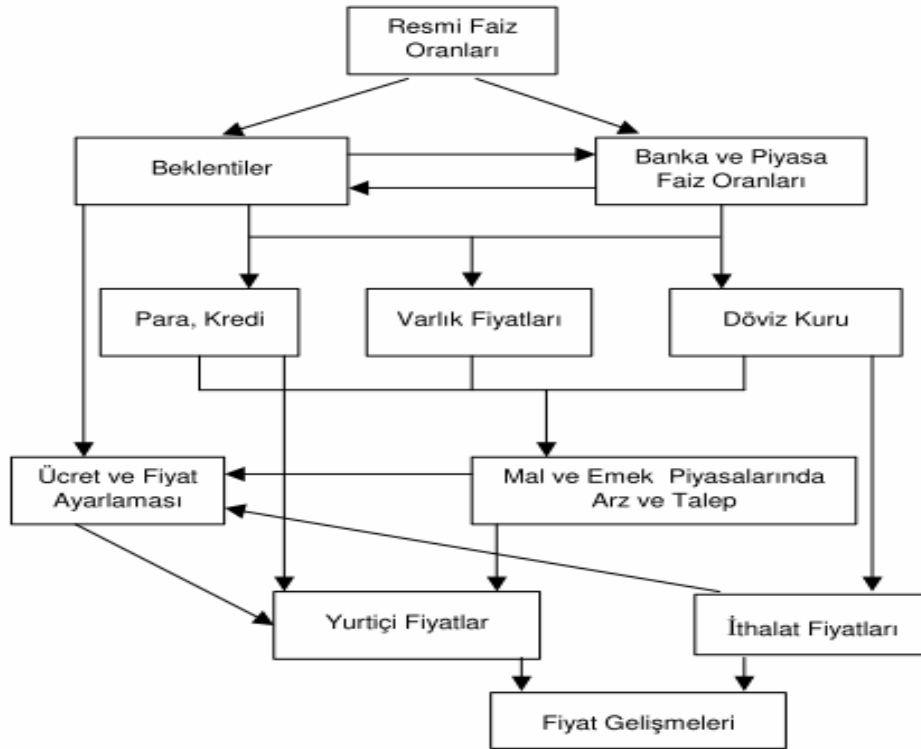 Resmi Faiz
Oranları
Beklentiler
Banka ve Piyasa
Faiz Oranları
Para, Kredi
Varlık Fiyatları
Döviz Kuru
Ücret ve Fiyat
Ayarlaması
Mal ve Emek Piyasalarında
Arz ve Talep
Yurtiçi Fiyatlar
İthalat Fiyatları
Fiyat Gelişmeleri